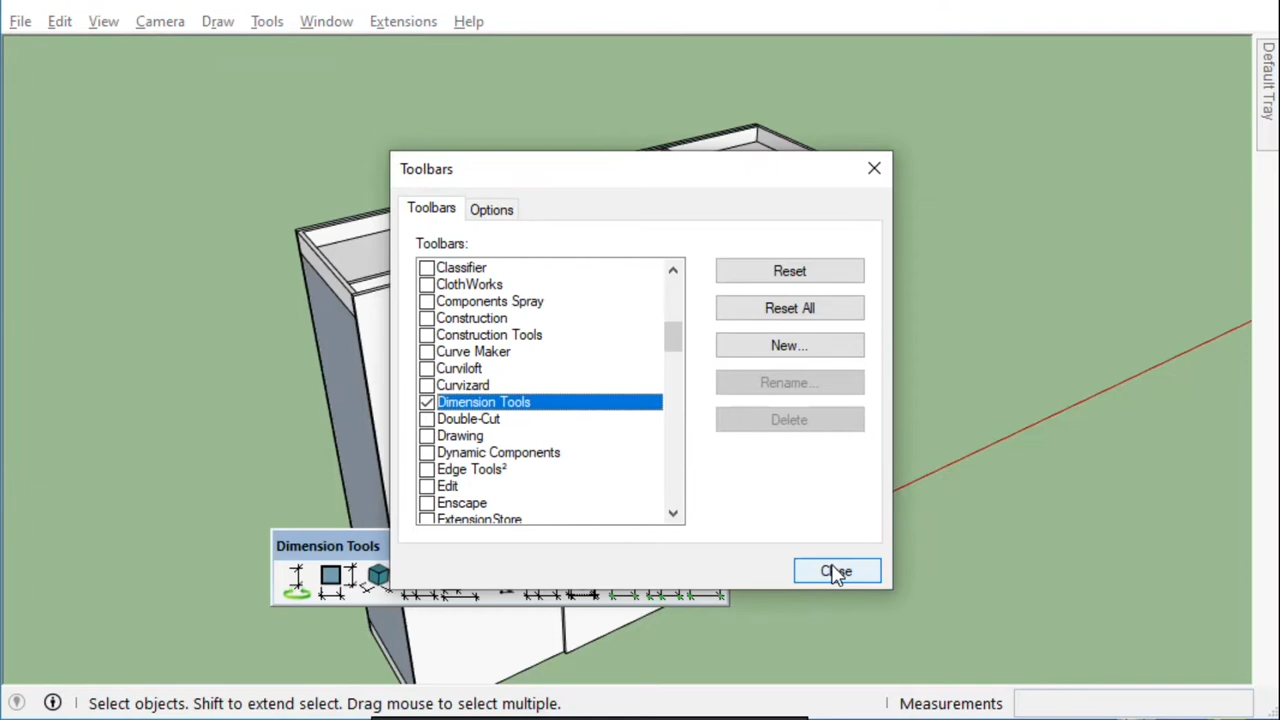 File Edit View Camera Draw Tools Window Extensions Help
Default Tray
Toolbars
Toolbars Options
Toolbars:
Classifier
ClothWorks
Components Spray
Construction
Construction Tools
Curve Maker
Curviloft
Curvizard
Dimension Tools
Double-Cut
Drawing
Dynamic Components
Edge Tools²
Edit
Enscape
ExtensionStore
Reset
Reset All
New...
Rename...
Delete
Close
Dimension Tools
Select objects. Shift to extend select. Drag mouse to select multiple.
Measurements